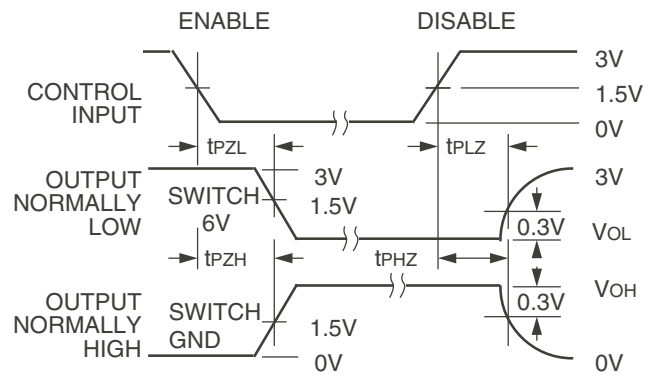 ENABLE DISABLE
3V
CONTROL INPUT 1.5V
0V
tPZL tPLZ
OUTPUT NORMALLY LOW
SWITCH 6V
3V
1.5V
3V
0.3V VOL
tPZH tPHZ
OUTPUT NORMALLY HIGH
SWITCH GND
1.5V
0V
0.3V VOH
0V